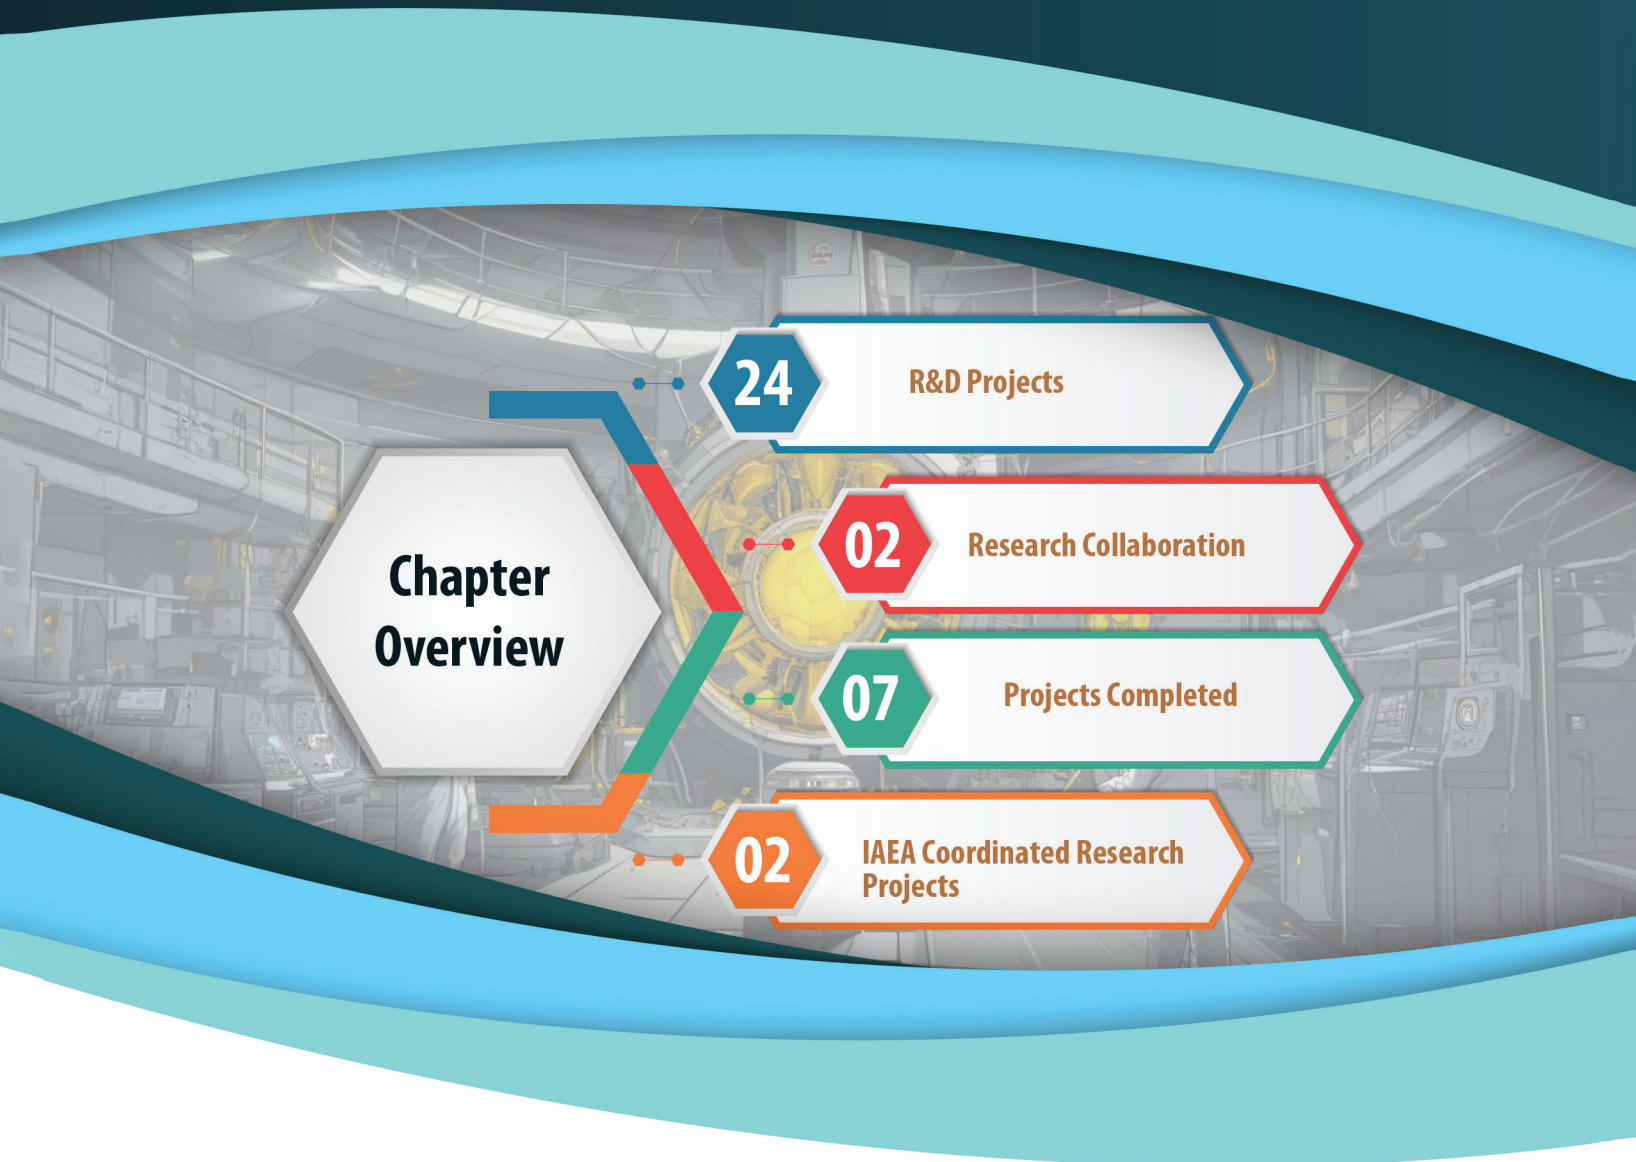 Chapter
Overview
24
R&D Projects
02
Research Collaboration
07
Projects Completed
02
IAEA Coordinated Research
Projects